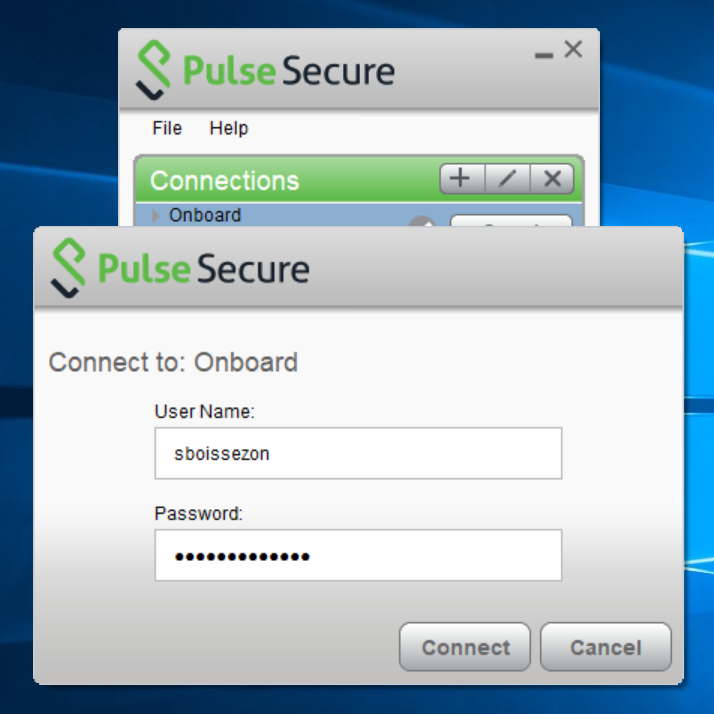 Pulse Secure
File Help
Connections
Onboard
Pulse Secure
Connect to: Onboard
User Name:
sboissezon
Password:
•••••••••••••
Connect Cancel